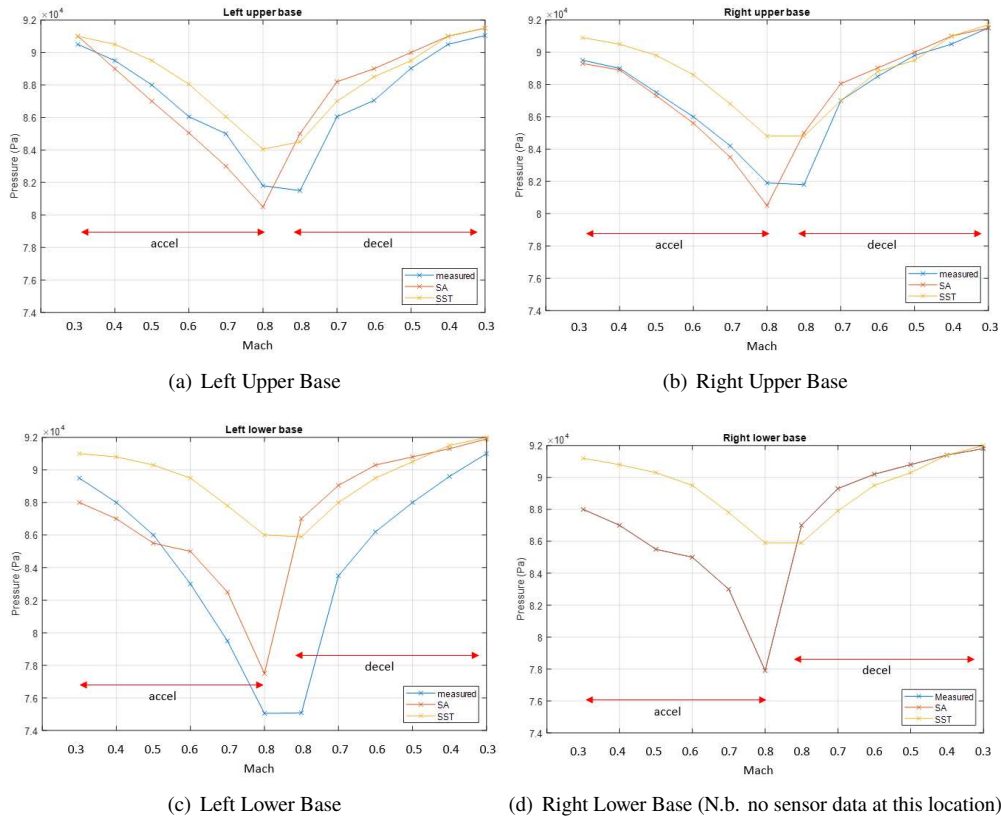 Left upper base
×10⁴
9.2
9
8.8
8.6
8.4
8.2
8
7.8
7.6
7.4
Pressure (Pa)
accel
decel
measured
SA
SST
0.3 0.4 0.5 0.6 0.7 0.8 0.8 0.7 0.6 0.5 0.4 0.3
Mach
(a) Left Upper Base
Right upper base
×10⁴
9.2
9
8.8
8.6
8.4
8.2
8
7.8
7.6
7.4
Pressure (Pa)
accel
decel
measured
SA
SST
0.3 0.4 0.5 0.6 0.7 0.8 0.8 0.7 0.6 0.5 0.4 0.3
Mach
(b) Right Upper Base
Left lower base
×10⁴
9.2
9
8.8
8.6
8.4
8.2
8
7.8
7.6
7.4
Pressure (Pa)
decel
accel
measured
SA
SST
0.3 0.4 0.5 0.6 0.7 0.8 0.8 0.7 0.6 0.5 0.4 0.3
Mach
(c) Left Lower Base
Right lower base
×10⁴
9.2
9
8.8
8.6
8.4
8.2
8
7.8
7.6
7.4
Pressure (Pa)
decel
accel
Measured
SA
SST
0.3 0.4 0.5 0.6 0.7 0.8 0.8 0.7 0.6 0.5 0.4 0.3
Mach
(d) Right Lower Base (N.b. no sensor data at this location)